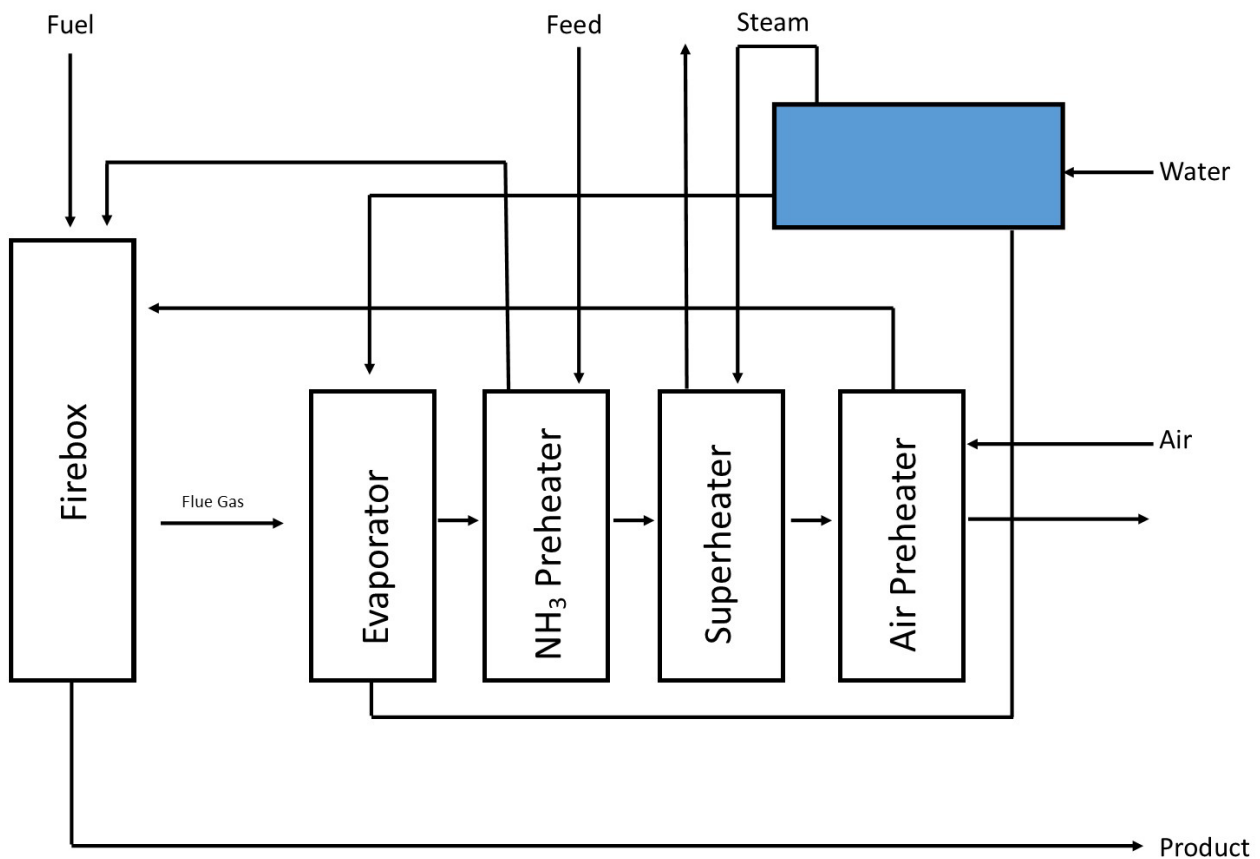 Fuel
Feed
Steam
Water
Air
Firebox
Flue Gas
Evaporator
NH₃ Preheater
Superheater
Air Preheater
Product